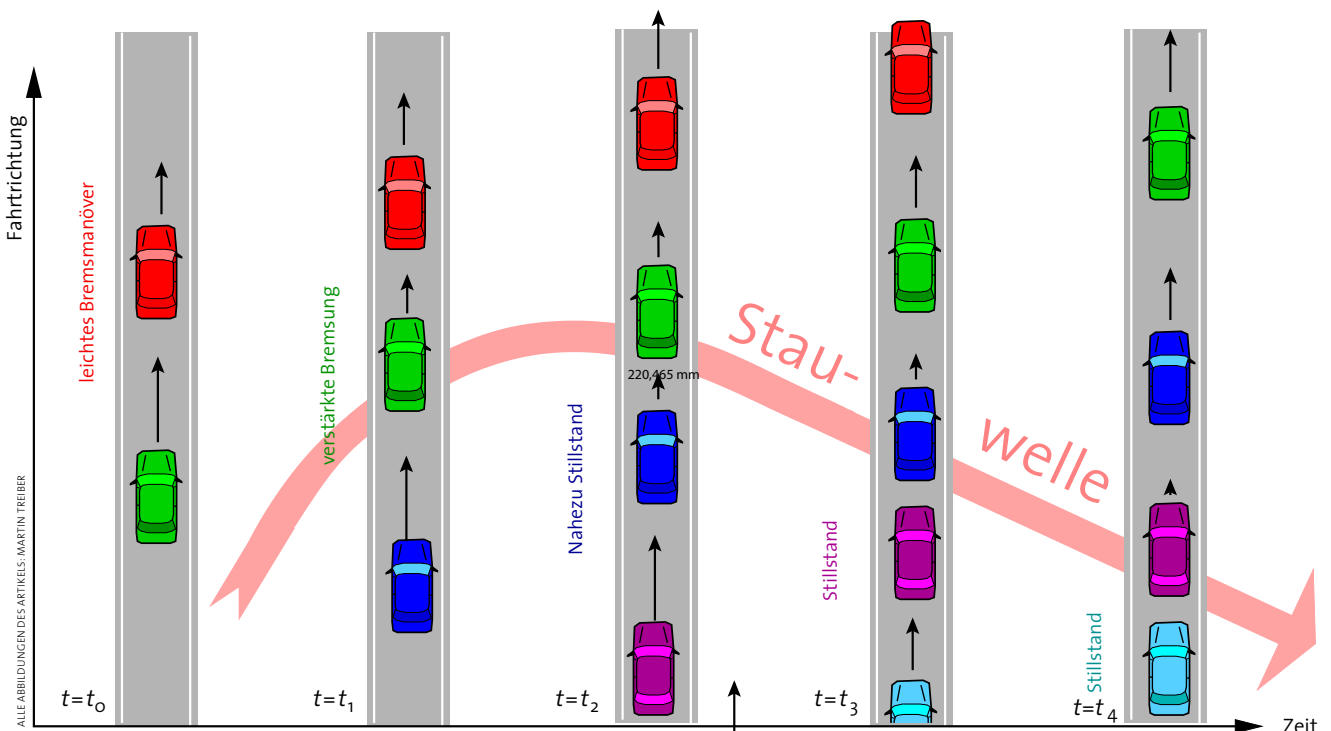 Fahrtrichtung
leichtes Bremsmanöver
verstärkte Bremsung
Nahezu Stillstand
220,465 mm
Stau-
welle
Stillstand
Stillstand
ALLE ABBILDUNGEN DES ARTIKELS: MARTIN TREIBER
t=t0
t=t1
t=t2
t=t3
t=t4
Zeit